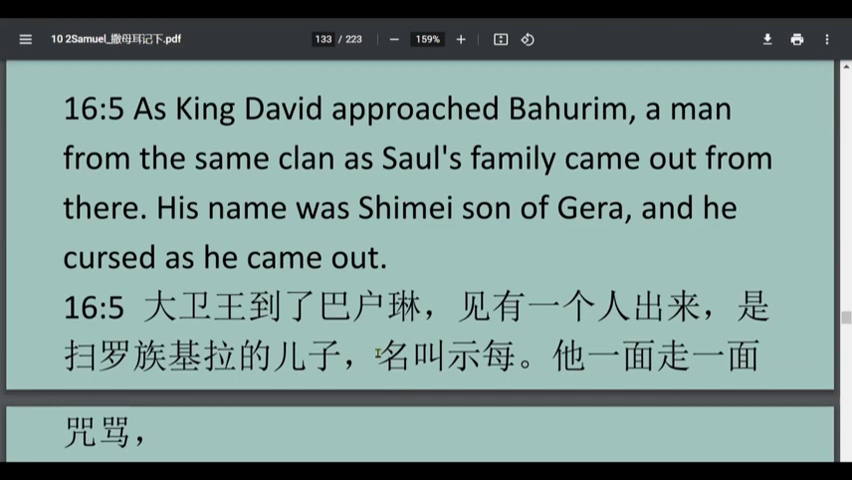 10 2Samuel_撒母耳记下.pdf
133 / 223
159%
16:5 As King David approached Bahurim, a man
from the same clan as Saul's family came out from
there. His name was Shimei son of Gera, and he
cursed as he came out.
16:5 大卫王到了巴户琳，见有一个人出来，是
扫罗族基拉的儿子，名叫示每。他一面走一面
咒骂，